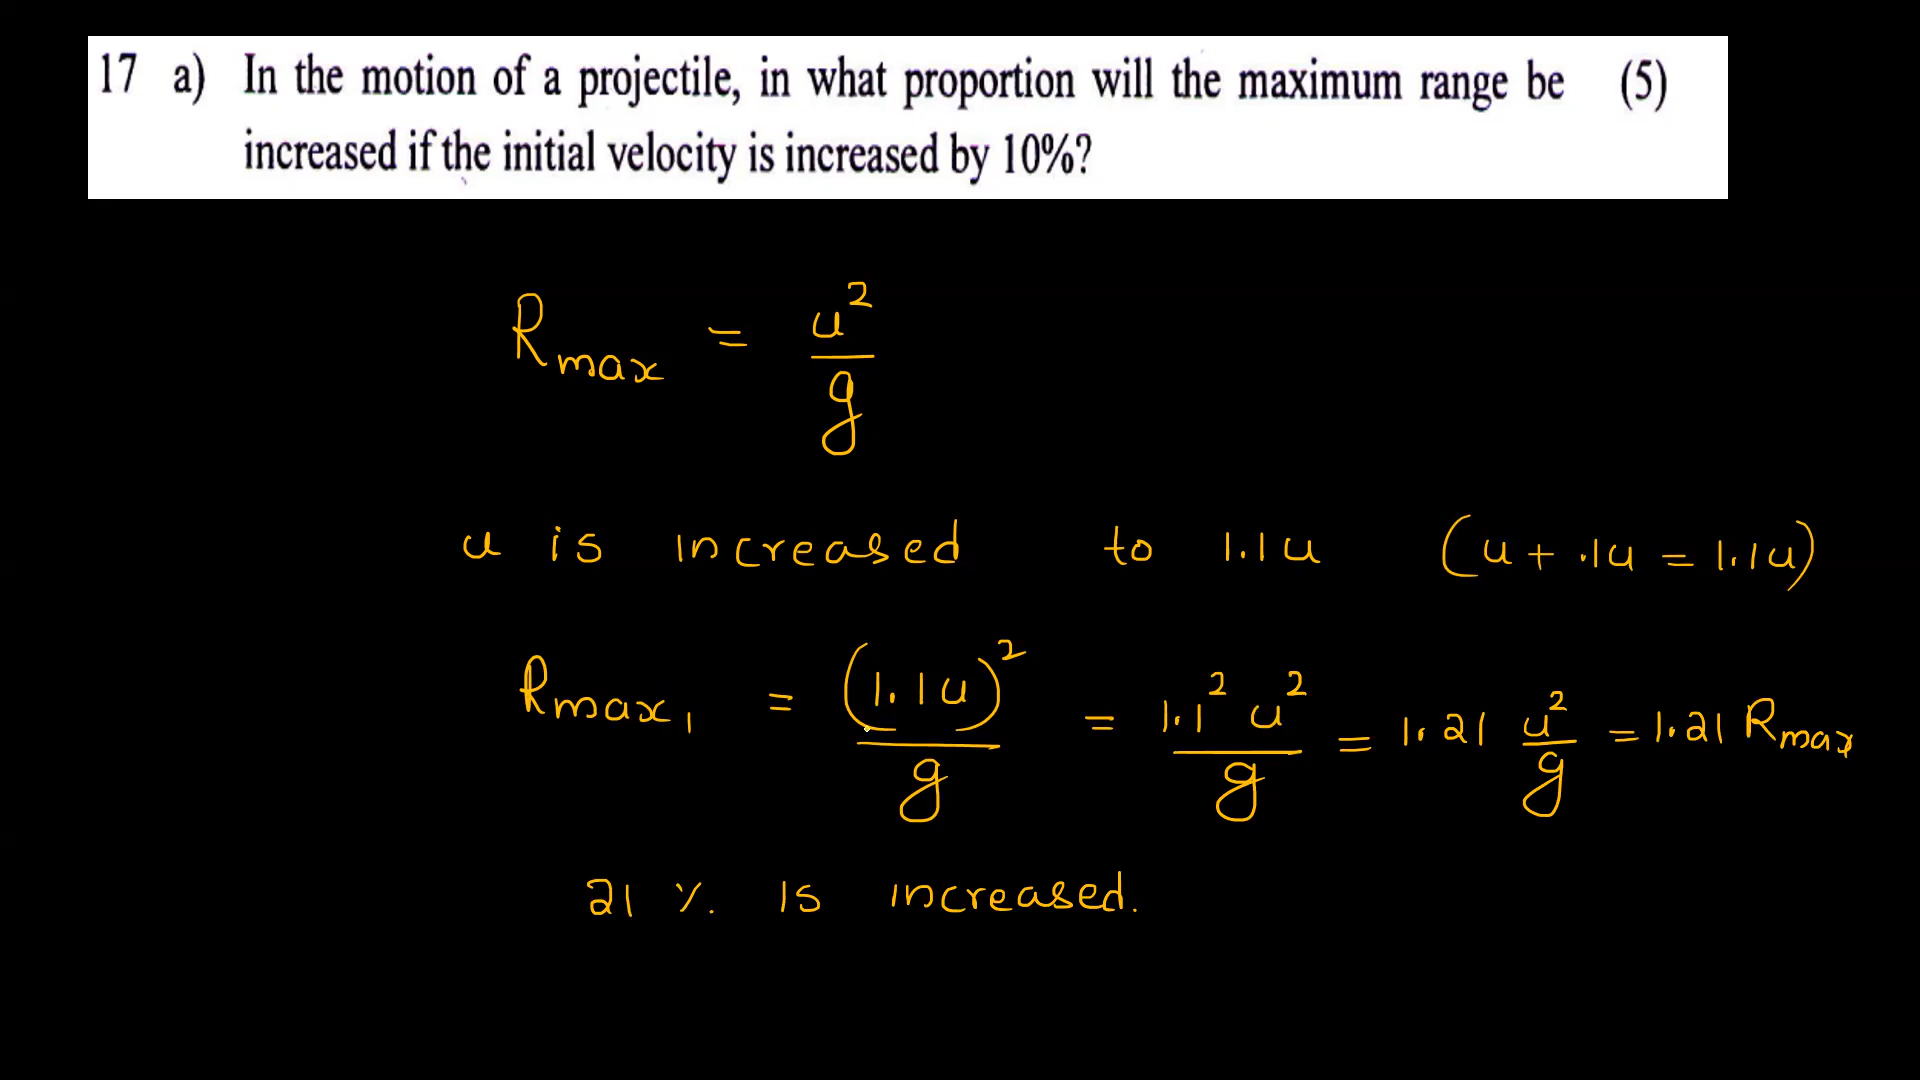 17 a) In the motion of a projectile, in what proportion will the maximum range be (5)
increased if the initial velocity is increased by 10%?
Rmax = u²/g
u is increased to 1.1u (u + .1u = 1.1u)
Rmax₁ = (1.1u)²/g = 1.1² u²/g = 1.21 u²/g = 1.21 Rmax
21 % is increased.